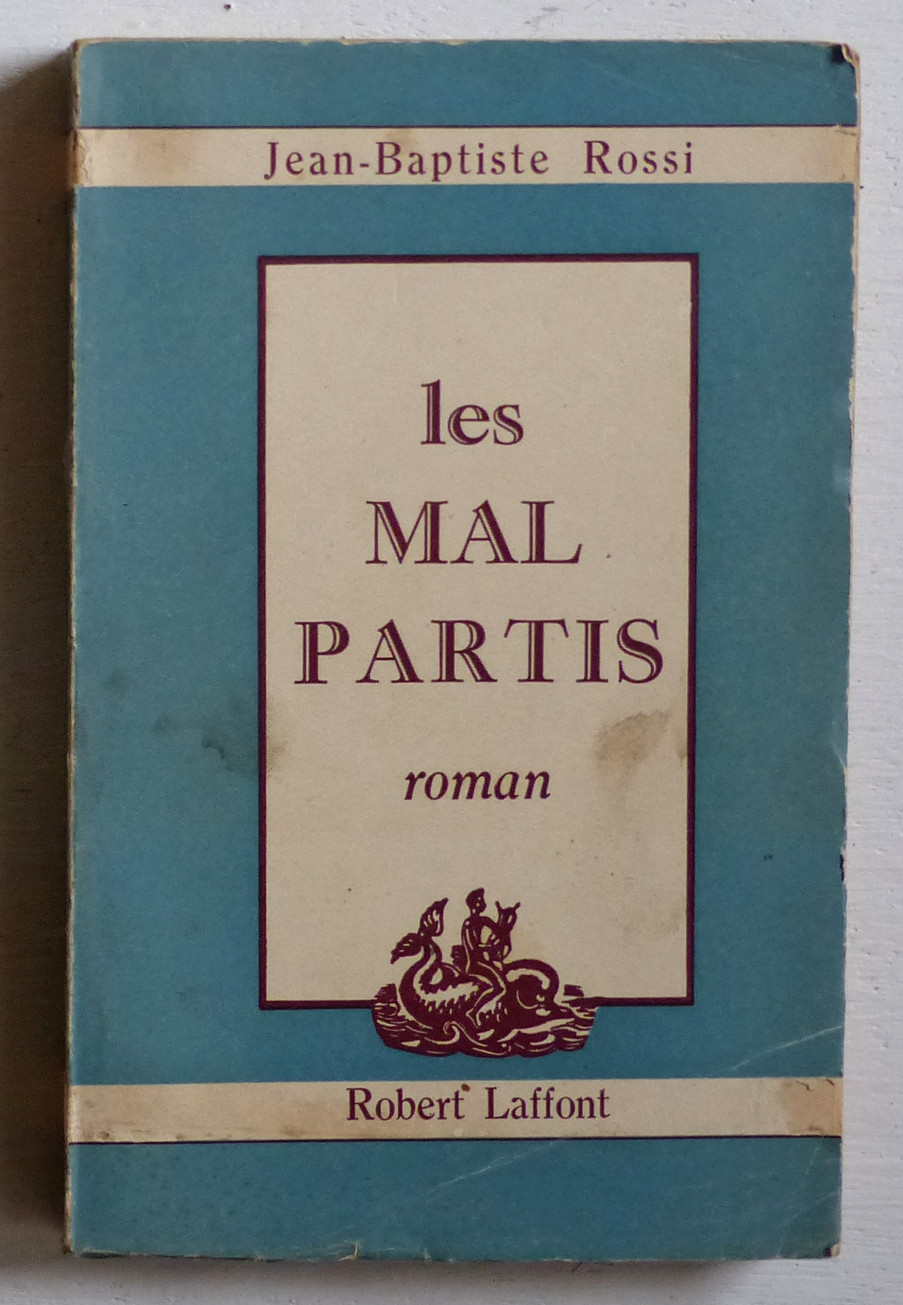 Jean-Baptiste Rossi
les
MAL
PARTIS
roman
Robert Laffont